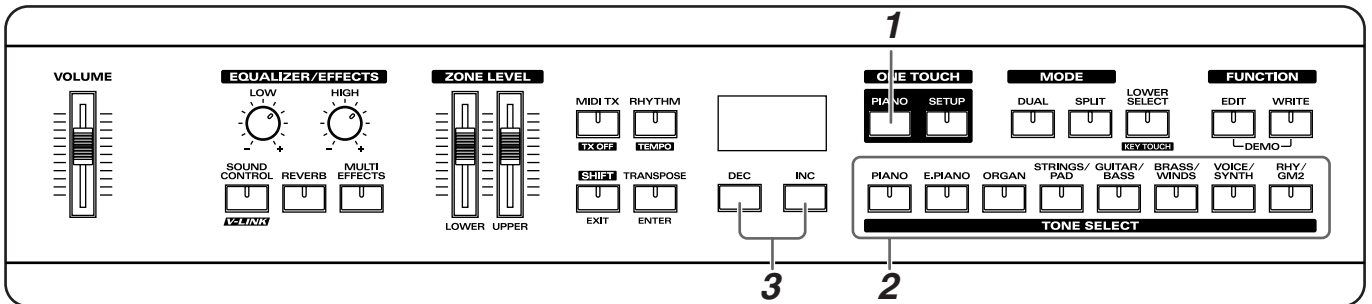 1
VOLUME
EQUALIZER/EFFECTS
LOW
HIGH
- +
- +
SOUND CONTROL
REVERB
MULTI EFFECTS
V-LINK
ZONE LEVEL
LOWER UPPER
MIDI TX
RHYTHM
TX OFF
TEMPO
SHIFT
TRANSPOSE
EXIT
ENTER
DEC
INC
3
ONE TOUCH
PIANO
SETUP
MODE
DUAL
SPLIT
LOWER SELECT
KEY TOUCH
FUNCTION
EDIT
WRITE
DEMO
PIANO
E.PIANO
ORGAN
STRINGS/ PAD
GUITAR/ BASS
BRASS/ WINDS
VOICE/ SYNTH
RHY/ GM2
TONE SELECT
2